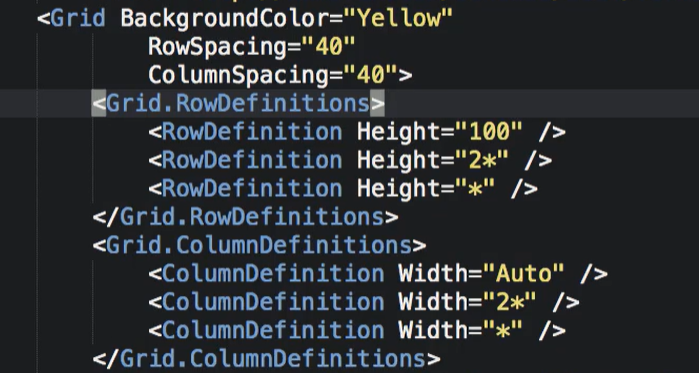 <Grid BackgroundColor="Yellow"
RowSpacing="40"
ColumnSpacing="40">
<Grid.RowDefinitions>
<RowDefinition Height="100" />
<RowDefinition Height="2*" />
<RowDefinition Height="*" />
</Grid.RowDefinitions>
<Grid.ColumnDefinitions>
<ColumnDefinition Width="Auto" />
<ColumnDefinition Width="2*" />
<ColumnDefinition Width="*" />
</Grid.ColumnDefinitions>